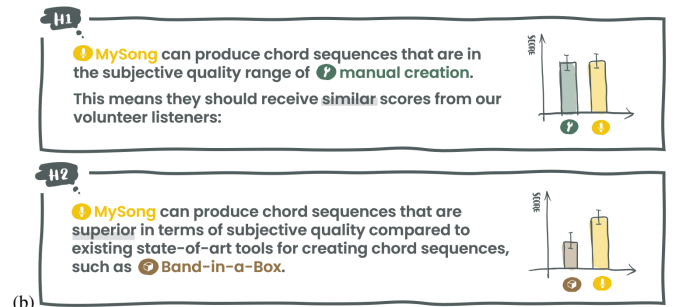 H1
MySong can produce chord sequences that are in
the subjective quality range of manual creation.
This means they should receive similar scores from our
volunteer listeners:
SCORE
H2
MySong can produce chord sequences that are
superior in terms of subjective quality compared to
existing state-of-art tools for creating chord sequences,
such as Band-in-a-Box.
SCORE
(b)